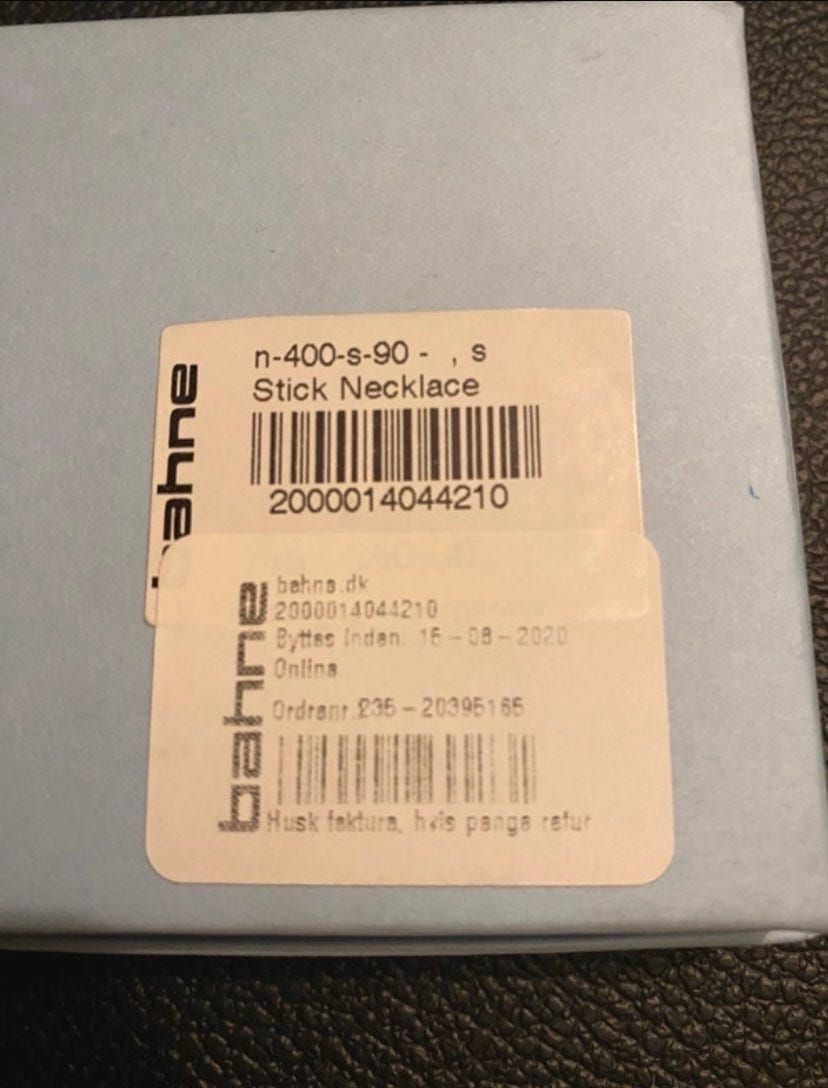 bahne
n-400-s-90 - , s
Stick Necklace
2000014044210
bahne
bahne.dk
2000014044210
Byttes inden. 15-08-2020
Online
Ordrenr.235-20395165
Husk faktura, hvis penge retur